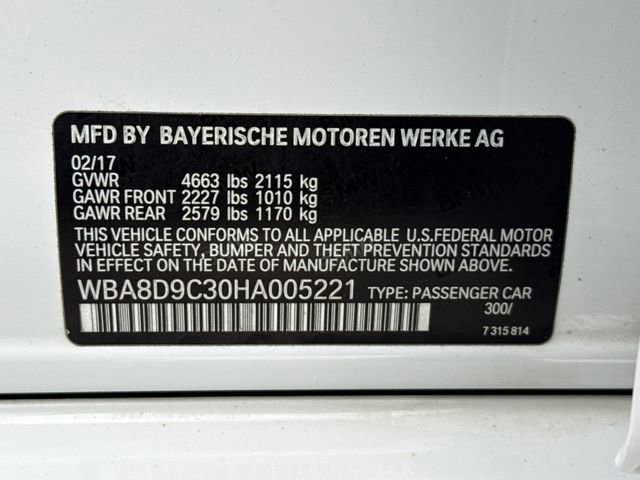 MFD BY BAYERISCHE MOTOREN WERKE AG
02/17
GVWR 4663 lbs 2115 kg
GAWR FRONT 2227 lbs 1010 kg
GAWR REAR 2579 lbs 1170 kg
THIS VEHICLE CONFORMS TO ALL APPLICABLE U.S.FEDERAL MOTOR
VEHICLE SAFETY, BUMPER AND THEFT PREVENTION STANDARDS
IN EFFECT ON THE DATE OF MANUFACTURE SHOWN ABOVE.
WBA8D9C30HA005221 TYPE: PASSENGER CAR
300/
7 315 814